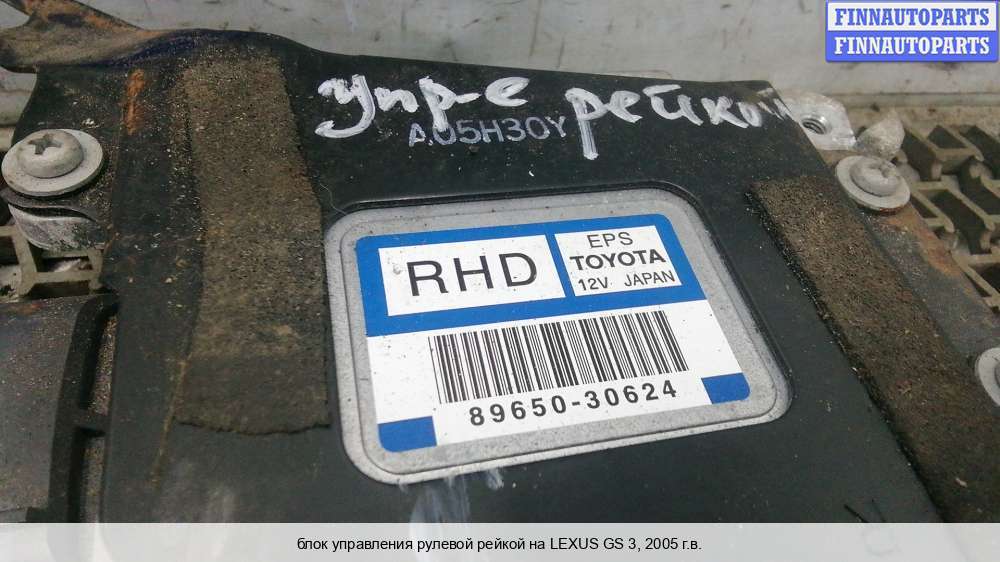 FINNAUTOPARTS
FINNAUTOPARTS
упр-е рейкой
A.05H30Y
RHD
EPS
TOYOTA
12V JAPAN
89650-30624
блок управления рулевой рейкой на LEXUS GS 3, 2005 г.в.